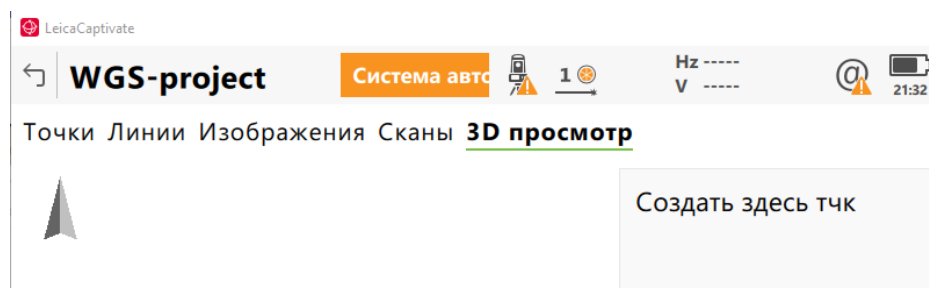 LeicaCaptivate
WGS-project
Система авто
1
Hz -----
V -----
@
21:32
Точки Линии Изображения Сканы 3D просмотр
Создать здесь тчк